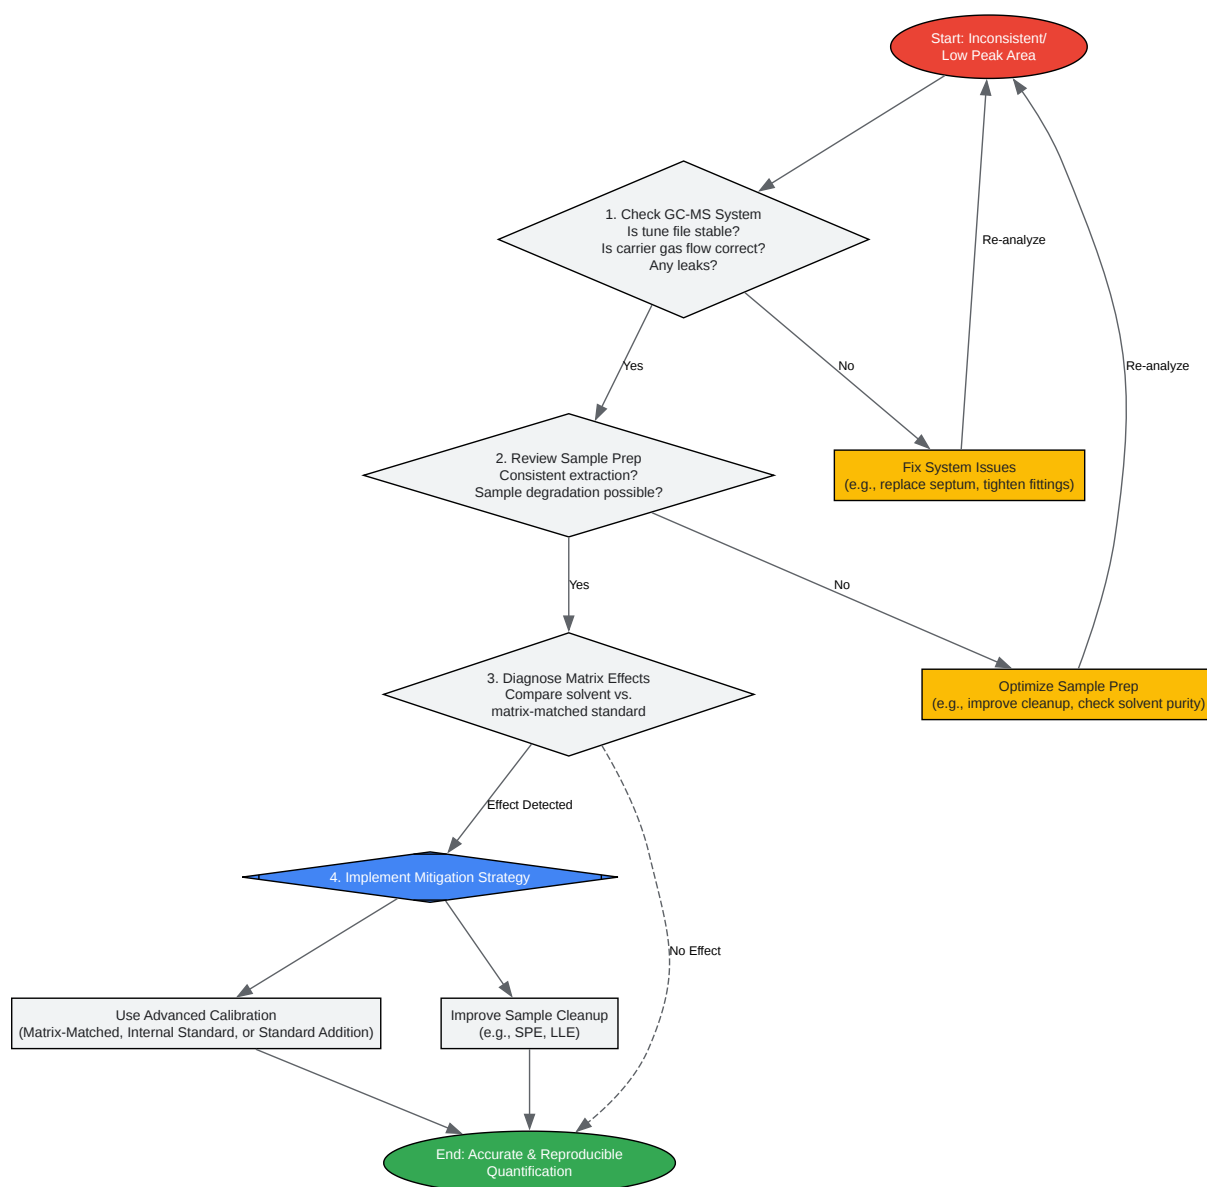 Start: Inconsistent/
Low Peak Area
1. Check GC-MS System
Is tune file stable?
Is carrier gas flow correct?
Any leaks?
Re-analyze
Yes
No
Re-analyze
2. Review Sample Prep
Consistent extraction?
Sample degradation possible?
Fix System Issues
(e.g., replace septum, tighten fittings)
Yes
No
3. Diagnose Matrix Effects
Compare solvent vs.
matrix-matched standard
Optimize Sample Prep
(e.g., improve cleanup, check solvent purity)
Effect Detected
4. Implement Mitigation Strategy
No Effect
Use Advanced Calibration
(Matrix-Matched, Internal Standard, or Standard Addition)
Improve Sample Cleanup
(e.g., SPE, LLE)
End: Accurate & Reproducible
Quantification